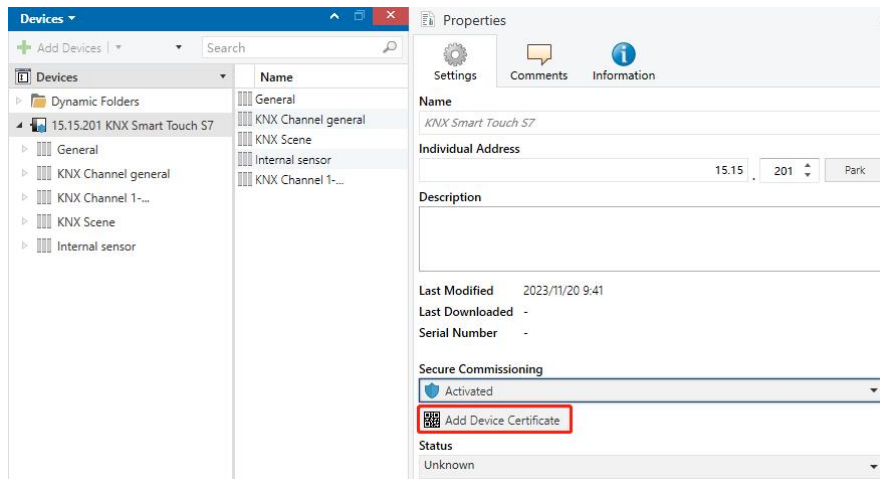 Devices
Add Devices
Search
Devices
Dynamic Folders
15.15.201 KNX Smart Touch S7
General
KNX Channel general
KNX Channel 1-...
KNX Scene
Internal sensor
Name
General
KNX Channel general
KNX Scene
Internal sensor
KNX Channel 1-...
Properties
Settings
Comments
Information
Name
KNX Smart Touch S7
Individual Address
15.15 . 201 Park
Description
Last Modified 2023/11/20 9:41
Last Downloaded -
Serial Number -
Secure Commissioning
Activated
Add Device Certificate
Status
Unknown